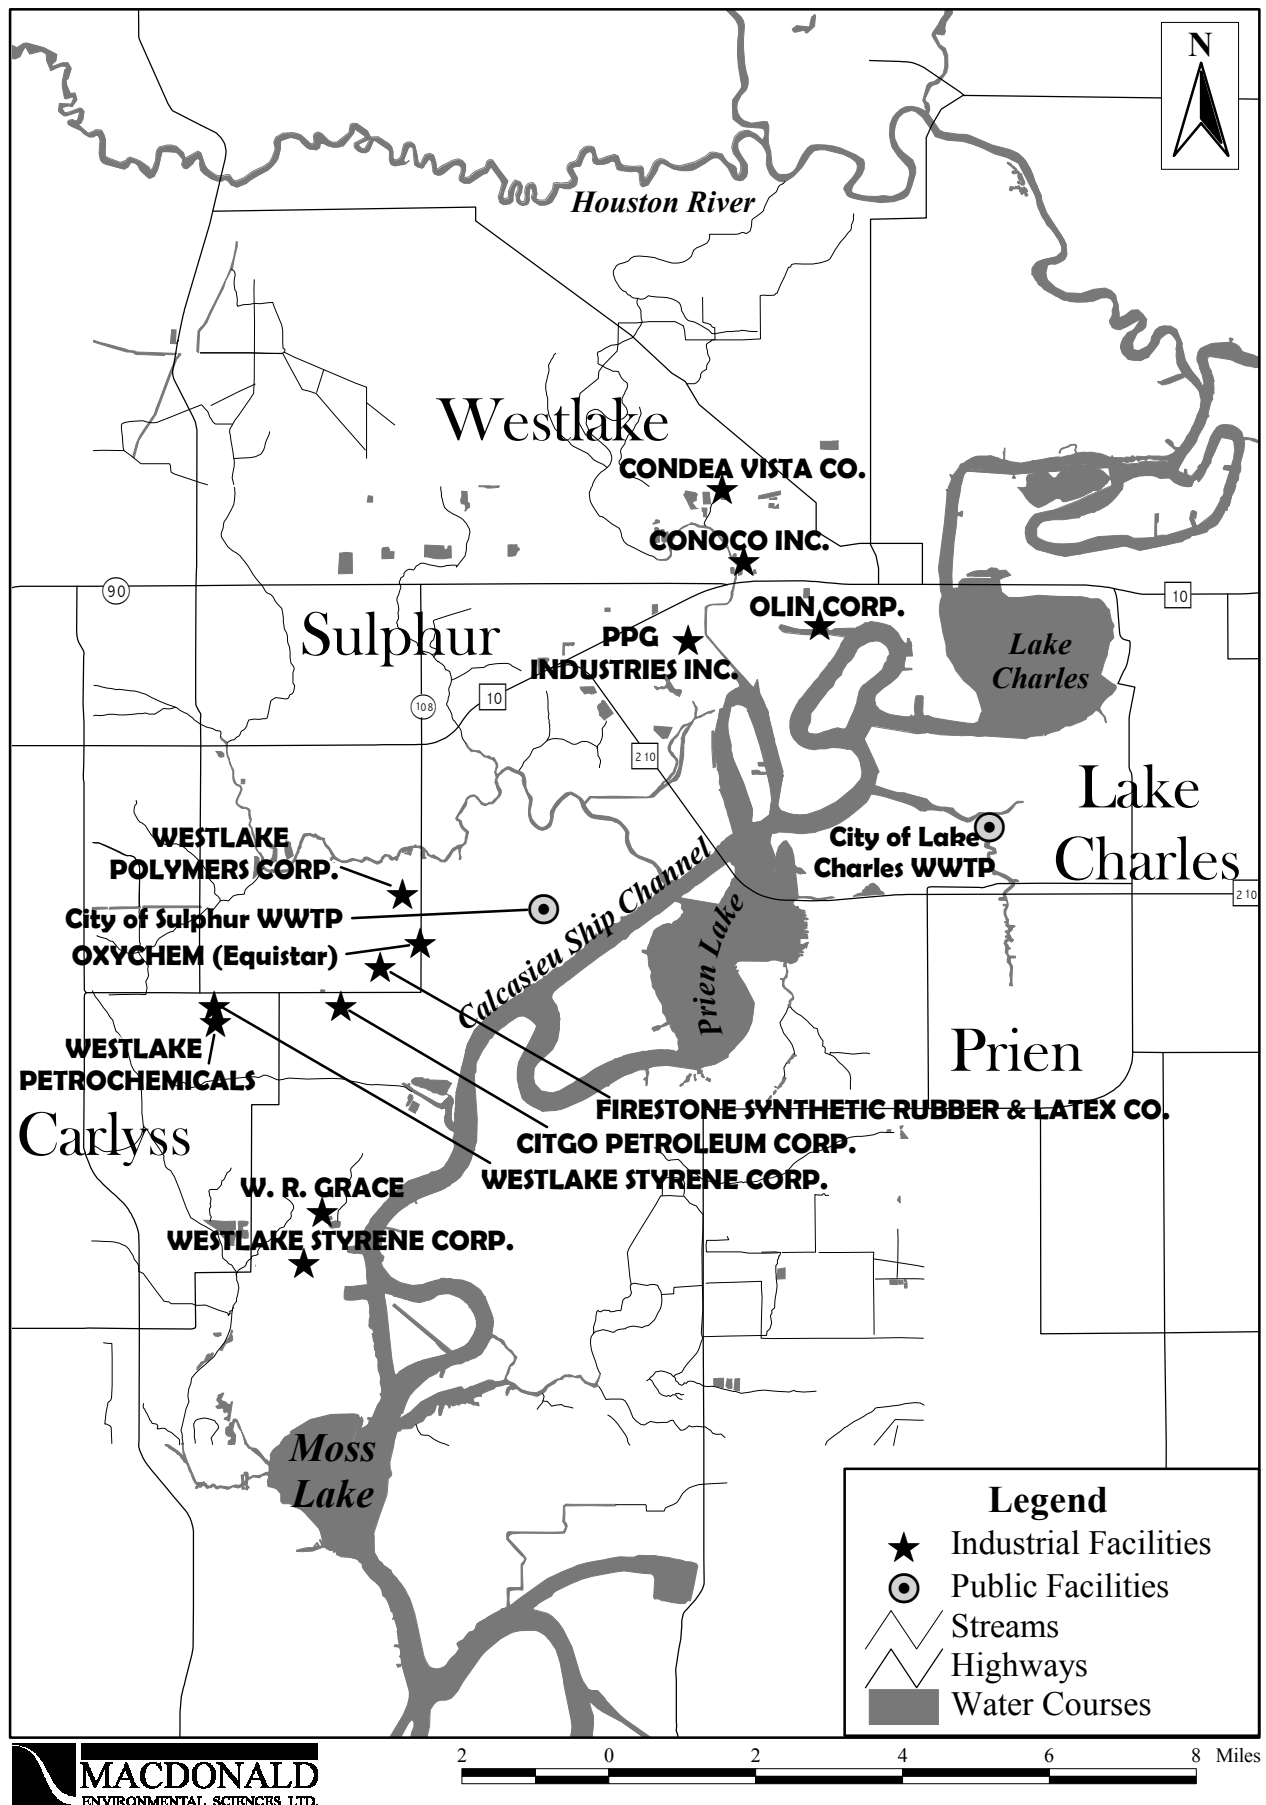 N
Houston River
Westlake
CONDEA VISTA CO.
CONOCO INC.
90
10
OLIN CORP.
Sulphur
PPG
INDUSTRIES INC.
Lake
Charles
10
108
210
Lake
Charles
WESTLAKE
POLYMERS CORP.
City of Lake
Charles WWTP
210
City of Sulphur WWTP
Calcasieu Ship Channel
Prien Lake
OXYCHEM (Equistar)
WESTLAKE
PETROCHEMICALS
Prien
Carlyss
FIRESTONE SYNTHETIC RUBBER & LATEX CO.
CITGO PETROLEUM CORP.
WESTLAKE STYRENE CORP.
W. R. GRACE
WESTLAKE STYRENE CORP.
Moss
Lake
Legend
Industrial Facilities
Public Facilities
Streams
Highways
Water Courses
2 0 2 4 6 8 Miles
MACDONALD
ENVIRONMENTAL SCIENCES LTD.